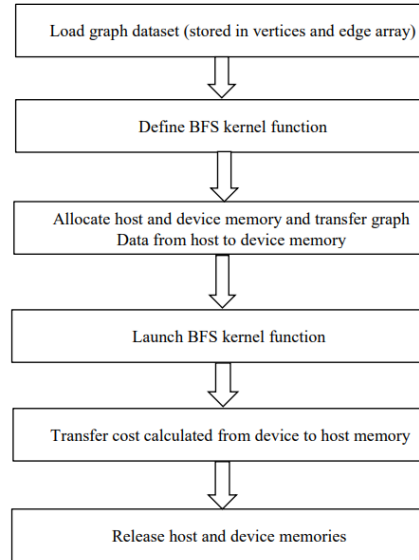 Load graph dataset (stored in vertices and edge array)
Define BFS kernel function
Allocate host and device memory and transfer graph
Data from host to device memory
Launch BFS kernel function
Transfer cost calculated from device to host memory
Release host and device memories